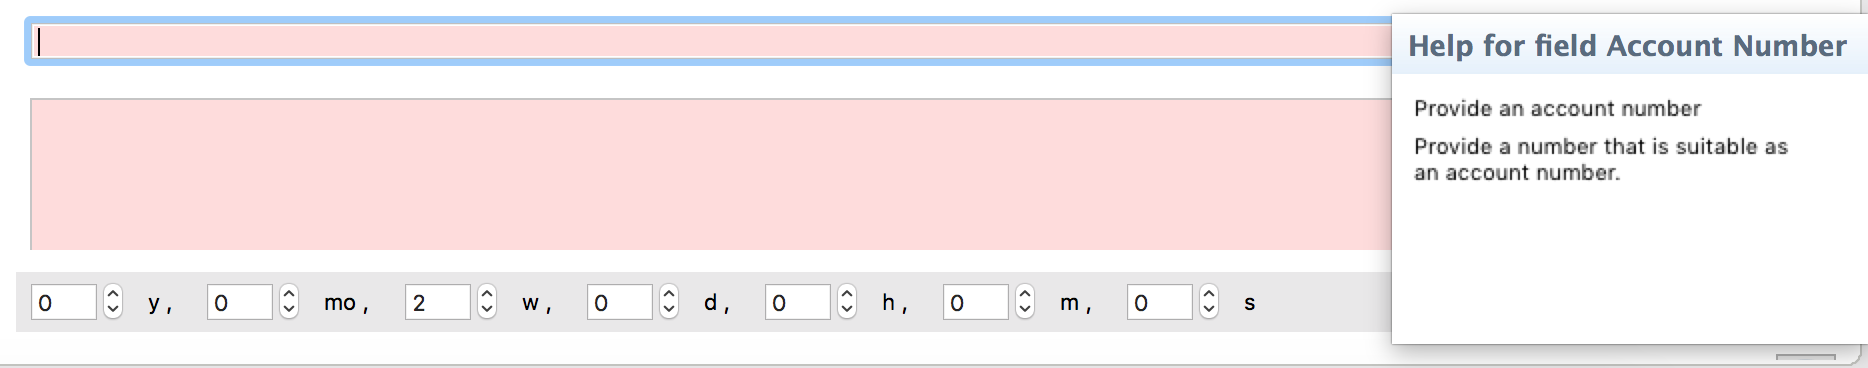 Help for field Account Number
Provide an account number
Provide a number that is suitable as
an account number.
0 y, 0 mo, 2 w, 0 d, 0 h, 0 m, 0 s